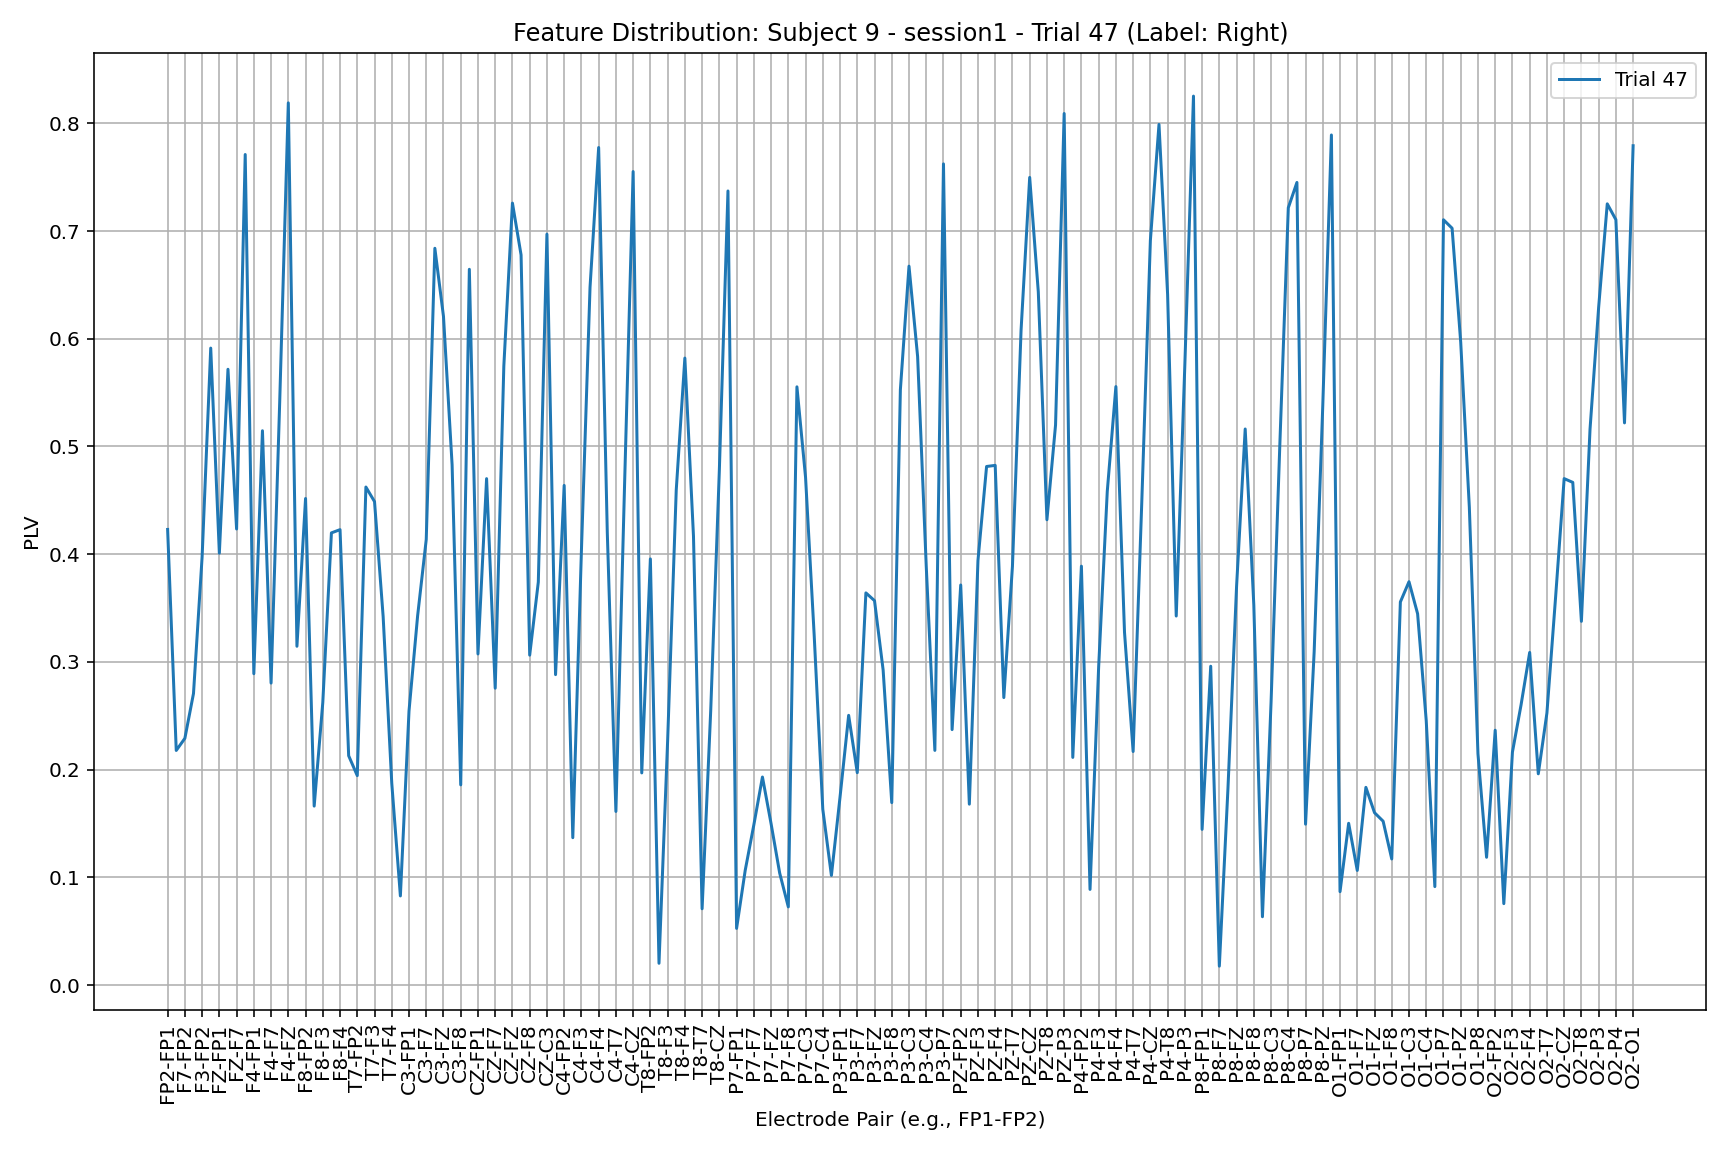 Feature Distribution: Subject 9 - session1 - Trial 47 (Label: Right)
Trial 47
PLV
0.8
0.7
0.6
0.5
0.4
0.3
0.2
0.1
0.0
FP2-FP1
F7-FP2
F3-FP2
FZ-FP1
FZ-F7
F4-FP1
F4-F7
F4-FZ
F8-FP2
F8-F3
F8-F4
T7-FP2
T7-F3
T7-F4
C3-FP1
C3-F7
C3-FZ
C3-F8
CZ-FP1
CZ-F7
CZ-FZ
CZ-F8
CZ-C3
C4-FP2
C4-F3
C4-F4
C4-T7
C4-CZ
T8-FP2
T8-F3
T8-F4
T8-T7
T8-CZ
P7-FP1
P7-F7
P7-FZ
P7-F8
P7-C3
P7-C4
P3-FP1
P3-F7
P3-FZ
P3-F8
P3-C3
P3-C4
P3-P7
PZ-FP2
PZ-F3
PZ-F4
PZ-T7
PZ-CZ
PZ-T8
PZ-P3
P4-FP2
P4-F3
P4-F4
P4-T7
P4-CZ
P4-T8
P4-P3
P8-FP1
P8-F7
P8-FZ
P8-F8
P8-C3
P8-C4
P8-P7
P8-PZ
O1-FP1
O1-F7
O1-FZ
O1-F8
O1-C3
O1-C4
O1-P7
O1-PZ
O1-P8
O2-FP2
O2-F3
O2-F4
O2-T7
O2-CZ
O2-T8
O2-P3
O2-P4
O2-O1
Electrode Pair (e.g., FP1-FP2)